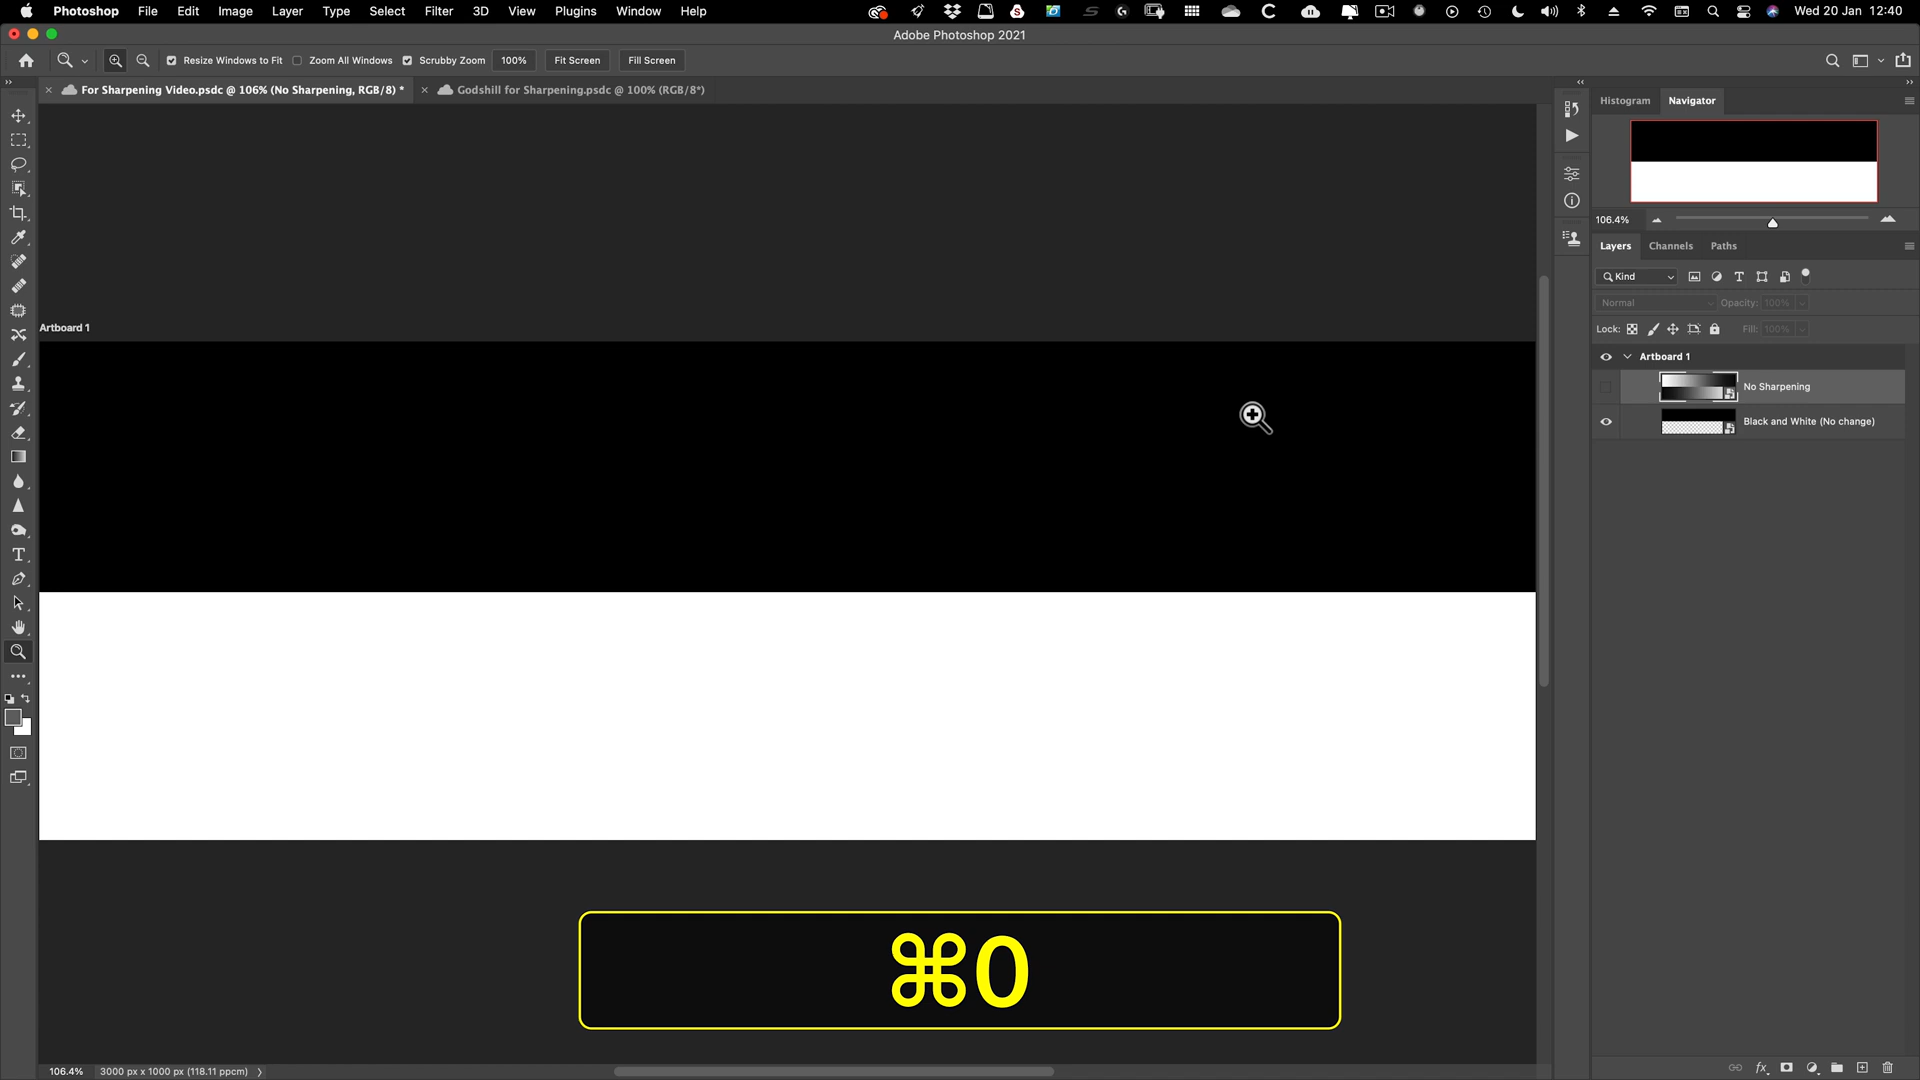 Photoshop File Edit Image Layer Type Select Filter 3D View Plugins Window Help Wed 20 Jan 12:40
Adobe Photoshop 2021
Resize Windows to Fit Zoom All Windows Scrubby Zoom 100% Fit Screen Fill Screen
For Sharpening Video.psdc @ 106% (No Sharpening, RGB/8) * Godshill for Sharpening.psdc @ 100% (RGB/8*)
Histogram Navigator
106.4%
Layers Channels Paths
Kind
Normal Opacity: 100%
Lock: Fill: 100%
Artboard 1
Artboard 1
No Sharpening
Black and White (No change)
⌘0
106.4% 3000 px x 1000 px (118.11 ppcm)